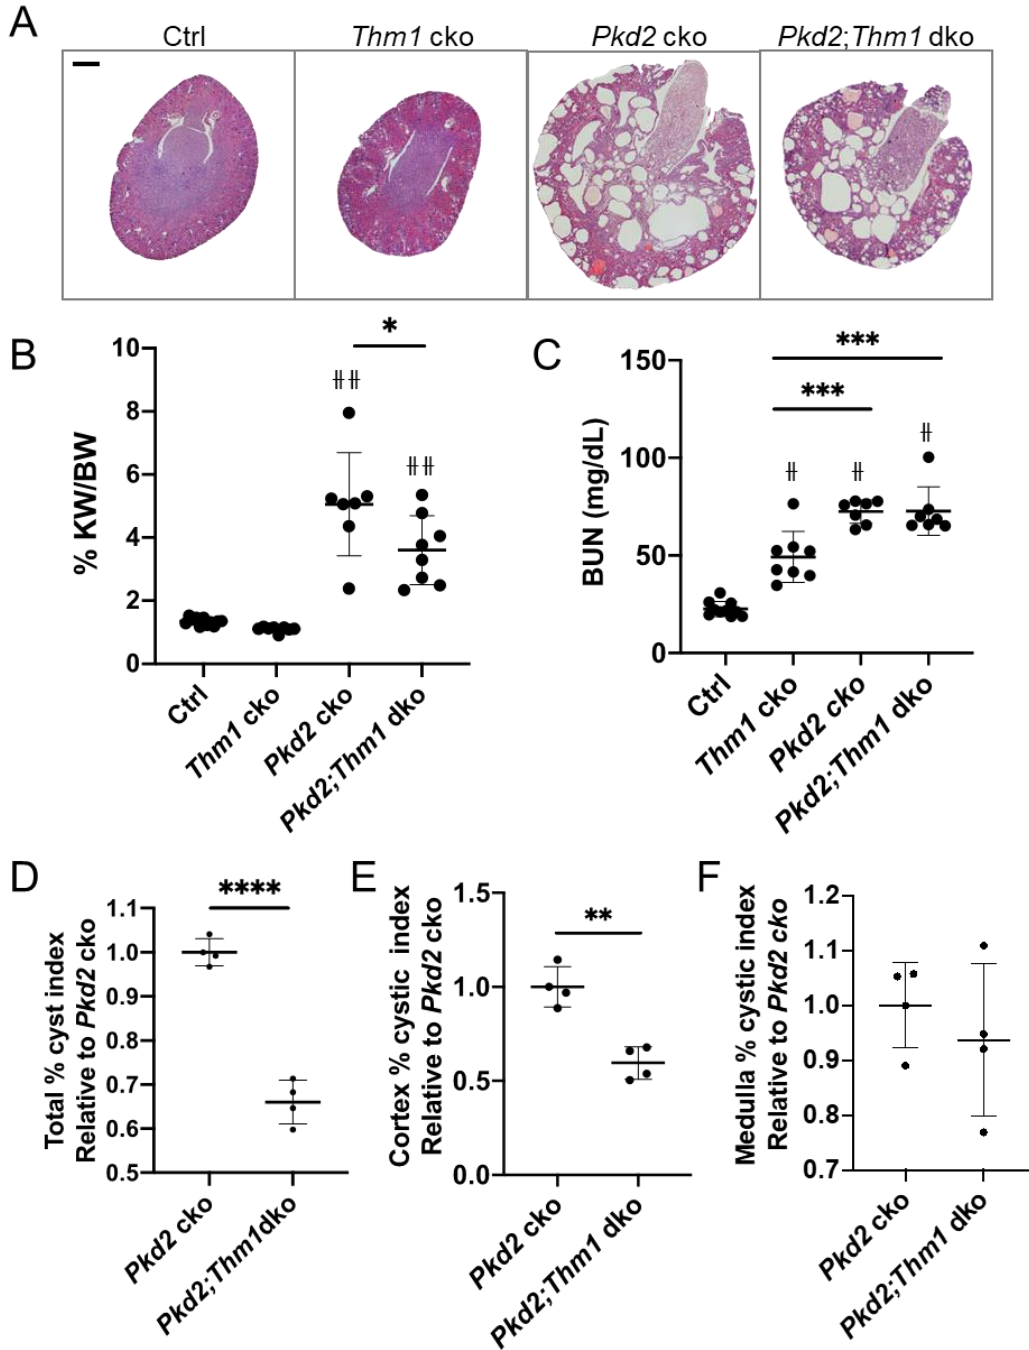 A
Ctrl
Thm1 cko
Pkd2 cko
Pkd2;Thm1 dko
B
% KW/BW
10
8
6
4
2
0
*
⧺
⧺
Ctrl
Thm1 cko
Pkd2 cko
Pkd2;Thm1 dko
C
BUN (mg/dL)
150
100
50
0
***
***
ⵌ
ⵌ
ⵌ
Ctrl
Thm1 cko
Pkd2 cko
Pkd2;Thm1 dko
D
Total % cyst index
Relative to Pkd2 cko
1.1
1.0
0.9
0.8
0.7
0.6
0.5
****
Pkd2 cko
Pkd2;Thm1dko
E
Cortex % cystic index
Relative to Pkd2 cko
1.5
1.0
0.5
0.0
**
Pkd2 cko
Pkd2;Thm1 dko
F
Medulla % cystic index
Relative to Pkd2 cko
1.2
1.1
1.0
0.9
0.8
0.7
Pkd2 cko
Pkd2;Thm1 dko